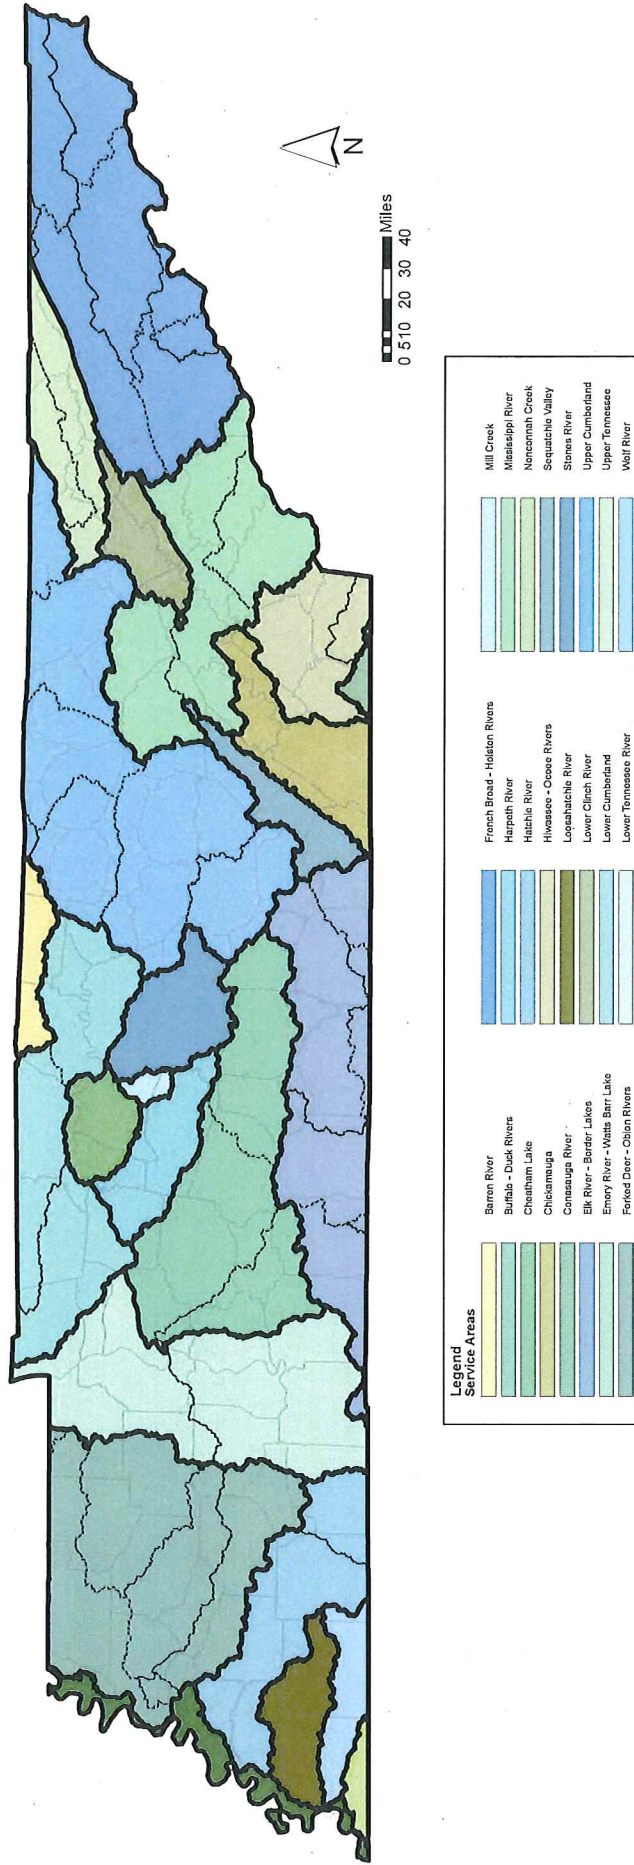 N
Miles
0 5 10 20 30 40
Legend
Service Areas
Barren River
Buffalo - Duck Rivers
Cheatham Lake
Chickamauga
Conasauga River
Elk River - Border Lakes
Emory River - Watts Barr Lake
Forked Deer - Obion Rivers
French Broad - Holston Rivers
Harpeth River
Hatchie River
Hiwassee - Ocoee Rivers
Loosahatchie River
Lower Clinch River
Lower Cumberland
Lower Tennessee River
Mill Creek
Mississippi River
Nonconnah Creek
Sequatchie Valley
Stones River
Upper Cumberland
Upper Tennessee
Wolf River